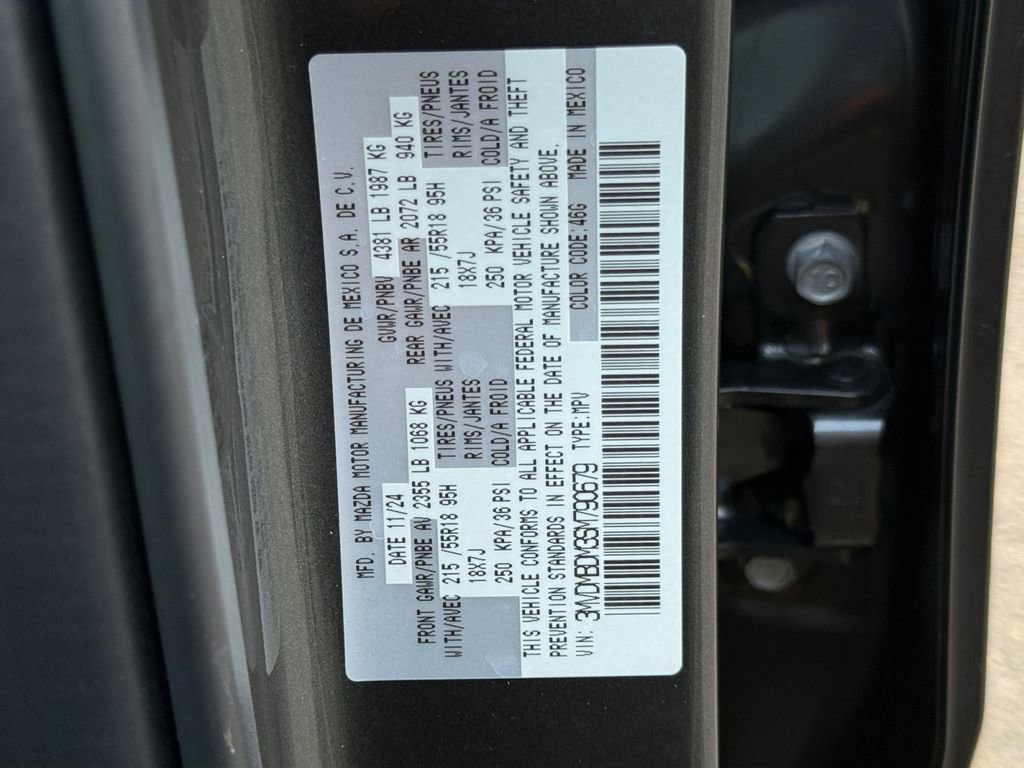 MFD. BY MAZDA MOTOR MANUFACTURING DE MEXICO S.A. DE C.V.
DATE 11/24 GVWR/PNBV 4381 LB 1987 KG
FRONT GAWR/PNBE AV 2355 LB 1068 KG REAR GAWR/PNBE AR 2072 LB 940 KG
WITH/AVEC 215 /55R18 95H TIRES/PNEUS WITH/AVEC 215 /55R18 95H TIRES/PNEUS
18X7J RIMS/JANTES 18X7J RIMS/JANTES
250 KPA/36 PSI COLD/A FROID 250 KPA/36 PSI COLD/A FROID
THIS VEHICLE CONFORMS TO ALL APPLICABLE FEDERAL MOTOR VEHICLE SAFETY AND THEFT
PREVENTION STANDARDS IN EFFECT ON THE DATE OF MANUFACTURE SHOWN ABOVE.
VIN: 3MVDMBDM3SM790679 TYPE:MPV COLOR CODE:46G MADE IN MEXICO